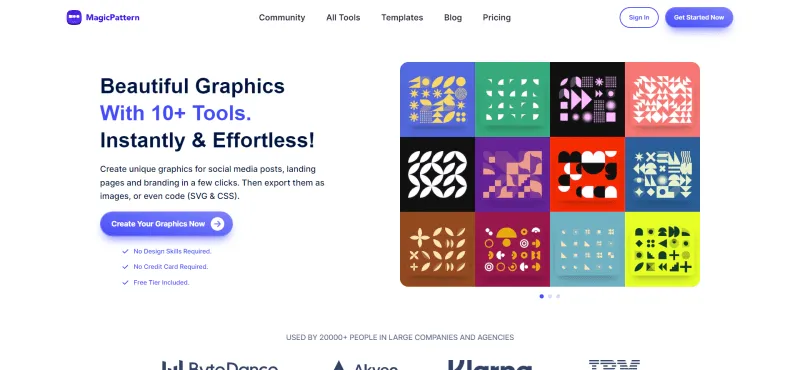 MagicPattern
Community
All Tools
Templates
Blog
Pricing
Sign In
Get Started Now
Beautiful Graphics
With 10+ Tools.
Instantly & Effortless!
Create unique graphics for social media posts, landing
pages and branding in a few clicks. Then export them as
images, or even code (SVG & CSS).
Create Your Graphics Now
No Design Skills Required.
No Credit Card Required.
Free Tier Included.
USED BY 20000+ PEOPLE IN LARGE COMPANIES AND AGENCIES
ByteDance
Klarna
IBM